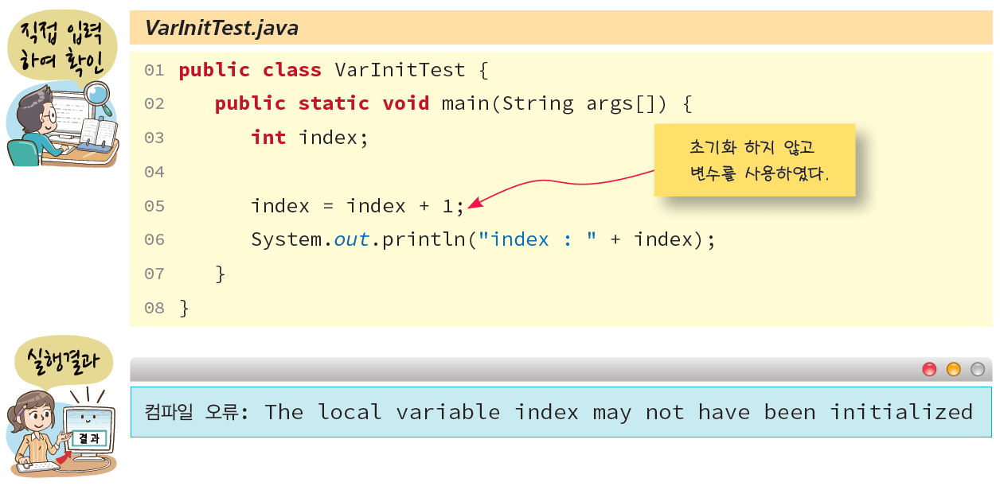 직접 입력
하여 확인
VarInitTest.java
01 public class VarInitTest {
02 public static void main(String args[]) {
03 int index;
초기화 하지 않고
변수를 사용하였다.
04
05 index = index + 1;
06 System.out.println("index : " + index);
07 }
08 }
실행결과
결과
컴파일 오류: The local variable index may not have been initialized